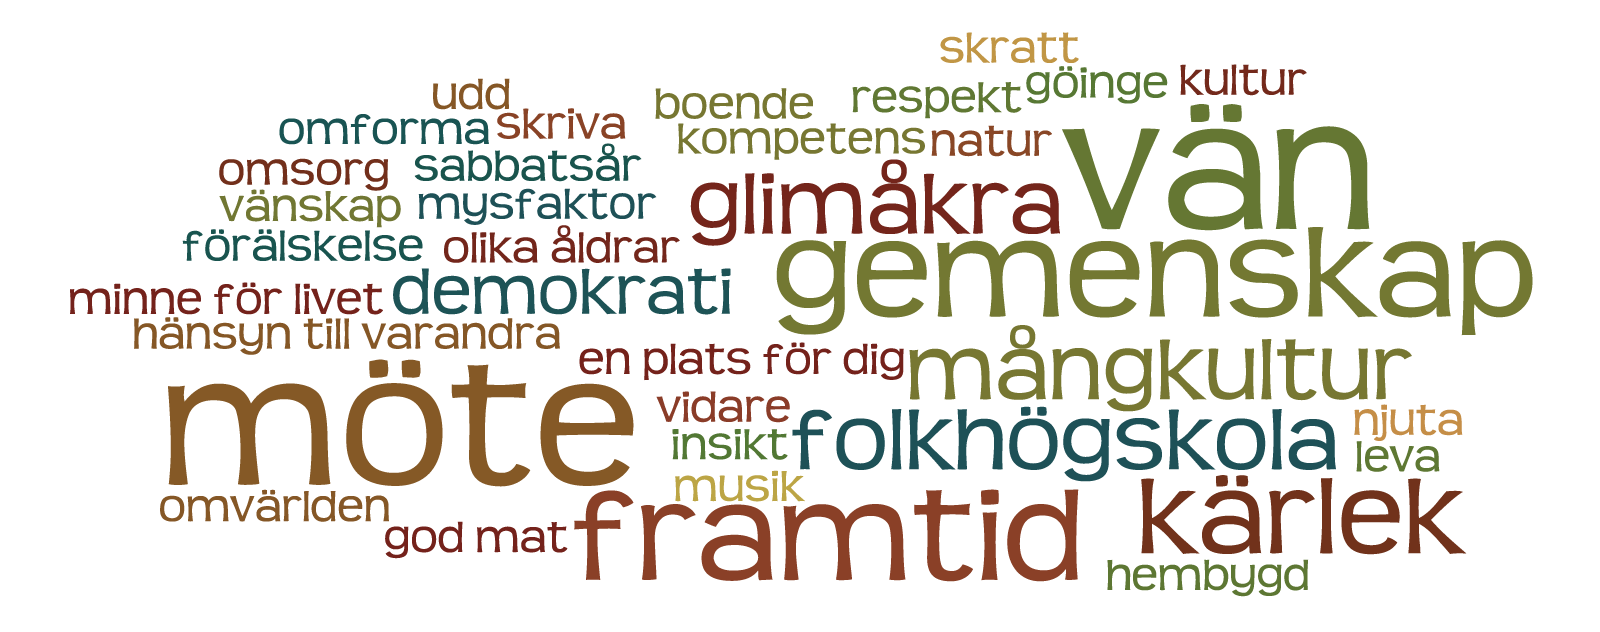 skratt
udd
boende
respekt
göinge
kultur
omforma
skriva
kompetens
natur
vän
omsorg
sabbatsår
glimåkra
vänskap
mysfaktor
förälskelse
olika åldrar
gemenskap
minne för livet
demokrati
hänsyn till varandra
en plats för dig
mångkultur
möte
vidare
insikt
folkhögskola
njuta
leva
musik
omvärlden
god mat
framtid
kärlek
hembygd